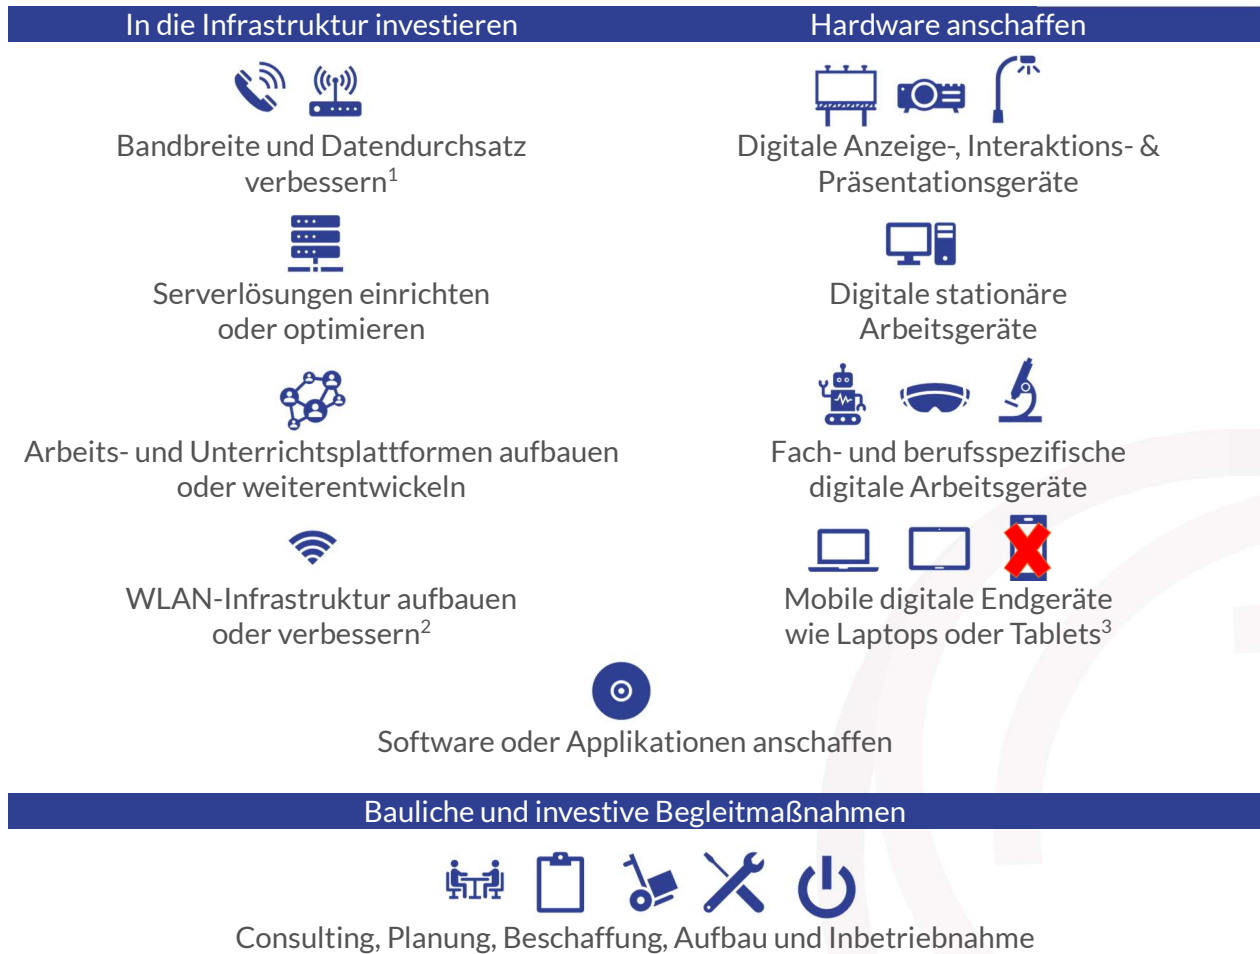 In die Infrastruktur investieren
Bandbreite und Datendurchsatz
verbessern¹
Serverlösungen einrichten
oder optimieren
Arbeits- und Unterrichtsplattformen aufbauen
oder weiterentwickeln
WLAN-Infrastruktur aufbauen
oder verbessern²
Hardware anschaffen
Digitale Anzeige-, Interaktions- &
Präsentationsgeräte
Digitale stationäre
Arbeitsgeräte
Fach- und berufsspezifische
digitale Arbeitsgeräte
Mobile digitale Endgeräte
wie Laptops oder Tablets³
Software oder Applikationen anschaffen
Bauliche und investive Begleitmaßnahmen
Consulting, Planung, Beschaffung, Aufbau und Inbetriebnahme